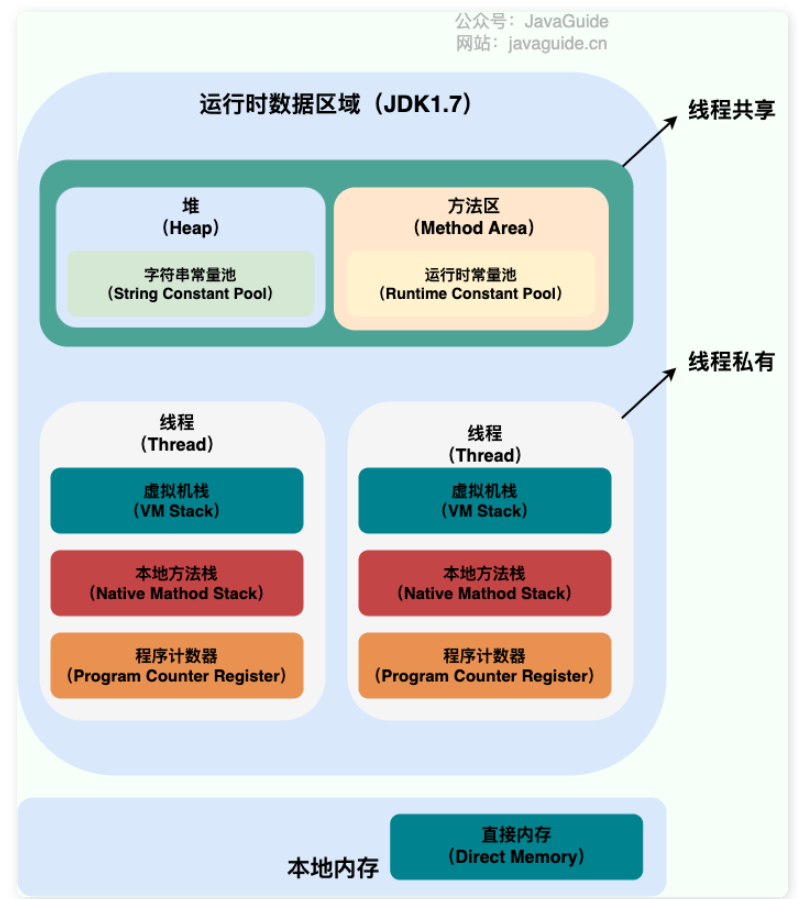 公众号：JavaGuide
网站：javaguide.cn
运行时数据区域（JDK1.7）
线程共享
堆
（Heap）
字符串常量池
（String Constant Pool）
方法区
（Method Area）
运行时常量池
（Runtime Constant Pool）
线程私有
线程
（Thread）
虚拟机栈
（VM Stack）
本地方法栈
（Native Mathod Stack）
程序计数器
（Program Counter Register）
线程
（Thread）
虚拟机栈
（VM Stack）
本地方法栈
（Native Mathod Stack）
程序计数器
（Program Counter Register）
本地内存
直接内存
（Direct Memory）